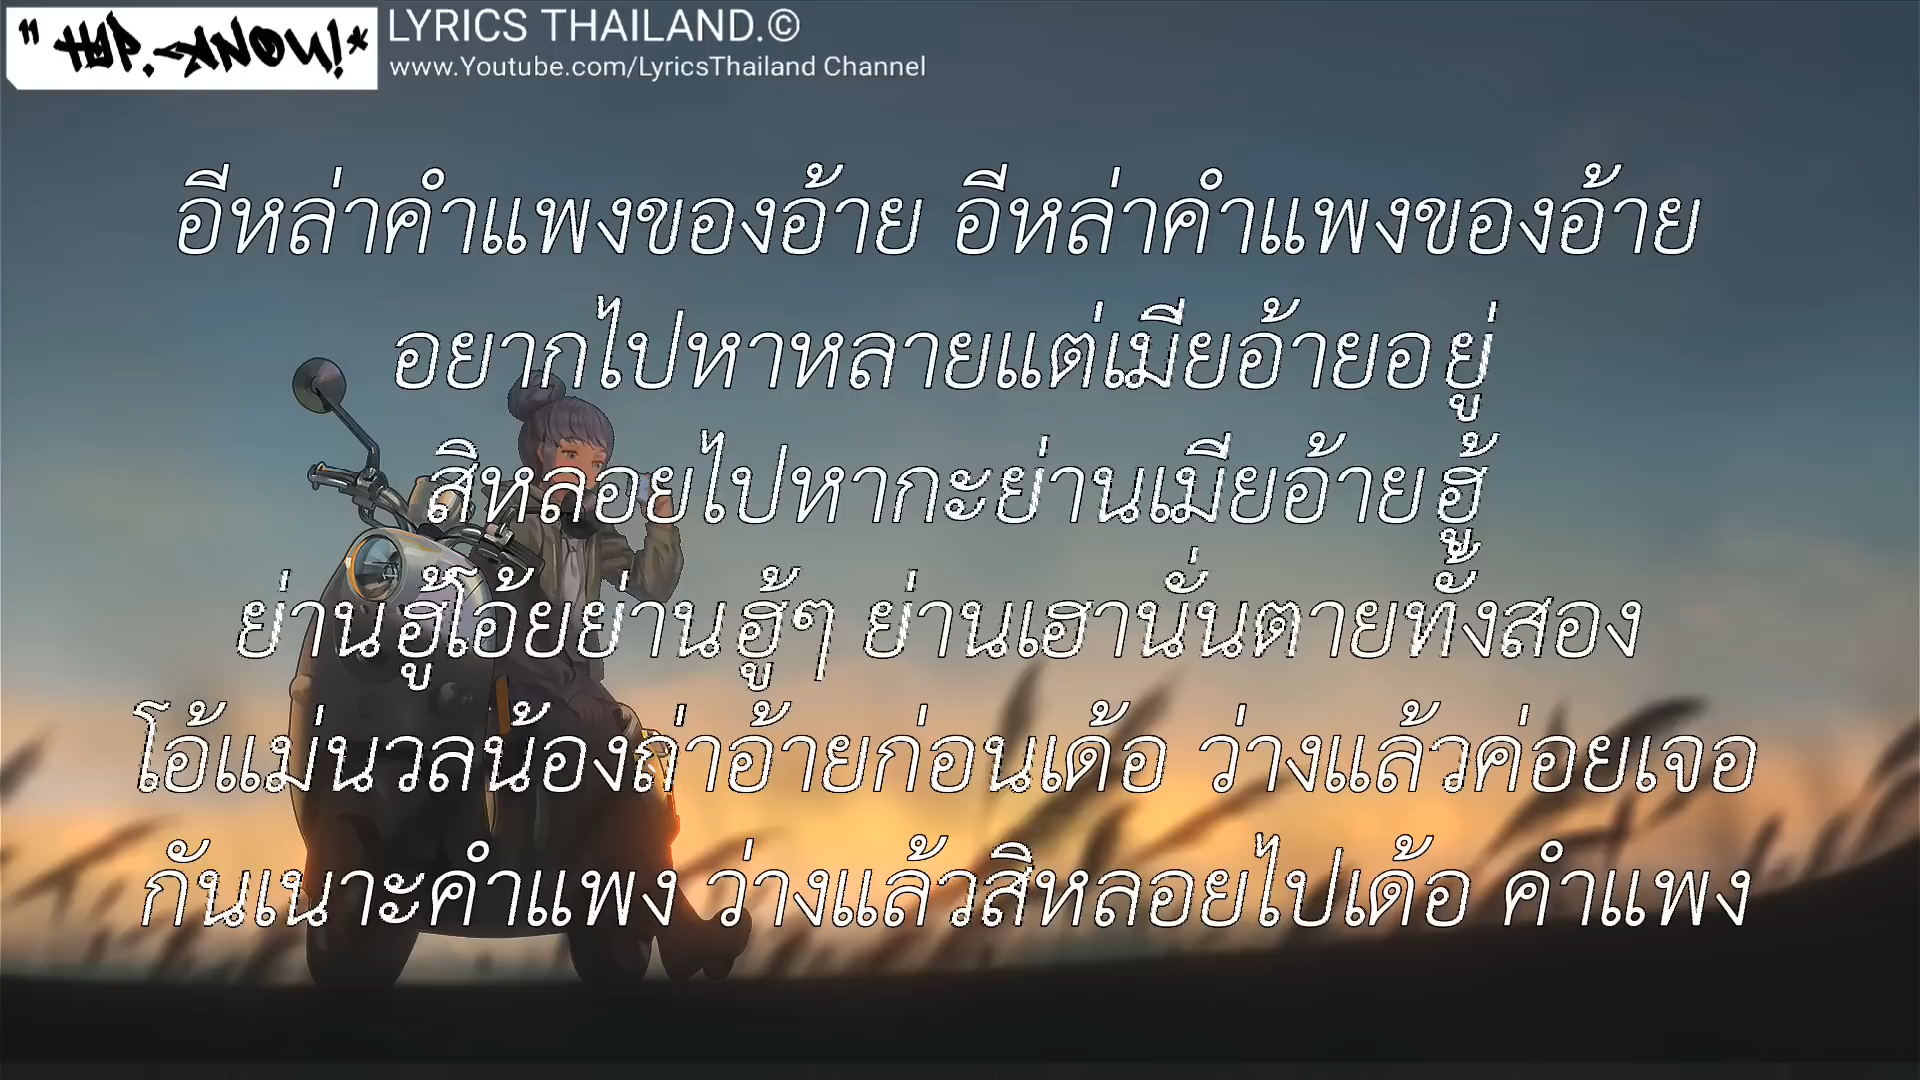 " HYP.-KNOW!*
LYRICS THAILAND.©
www.Youtube.com/LyricsThailand Channel
อีหล่าคำแพงของอ้าย อีหล่าคำแพงของอ้าย
อยากไปหาหลายแต่เมียอ้ายอยู่
สิหลอยไปหากะย่านเมียอ้ายฮู้
ย่านฮู้โอ้ยย่านฮู้ๆ ย่านเฮานั่นตายทั้งสอง
โอ้แม่นวลน้องถ่าอ้ายก่อนเด้อ ว่างแล้วค่อยเจอ
กันเนาะคำแพง ว่างแล้วสิหลอยไปเด้อ คำแพง